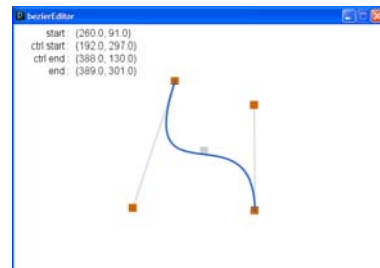 bezierEditor
start : (260.0, 91.0)
ctrl start : (192.0, 297.0)
ctrl end : (388.0, 130.0)
end : (389.0, 301.0)